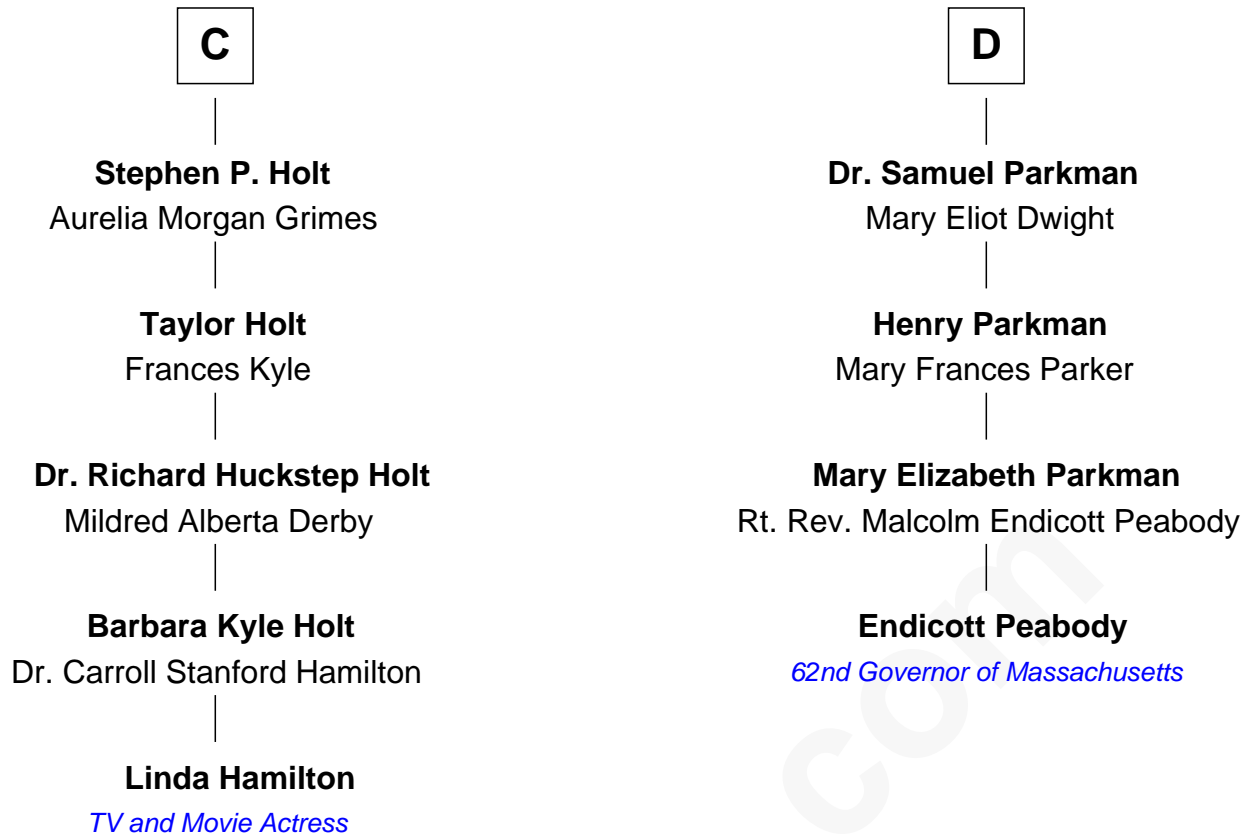 C
Stephen P. Holt
Aurelia Morgan Grimes
Taylor Holt
Frances Kyle
Dr. Richard Huckstep Holt
Mildred Alberta Derby
Barbara Kyle Holt
Dr. Carroll Stanford Hamilton
Linda Hamilton
TV and Movie Actress
D
Dr. Samuel Parkman
Mary Eliot Dwight
Henry Parkman
Mary Frances Parker
Mary Elizabeth Parkman
Rt. Rev. Malcolm Endicott Peabody
Endicott Peabody
62nd Governor of Massachusetts
com